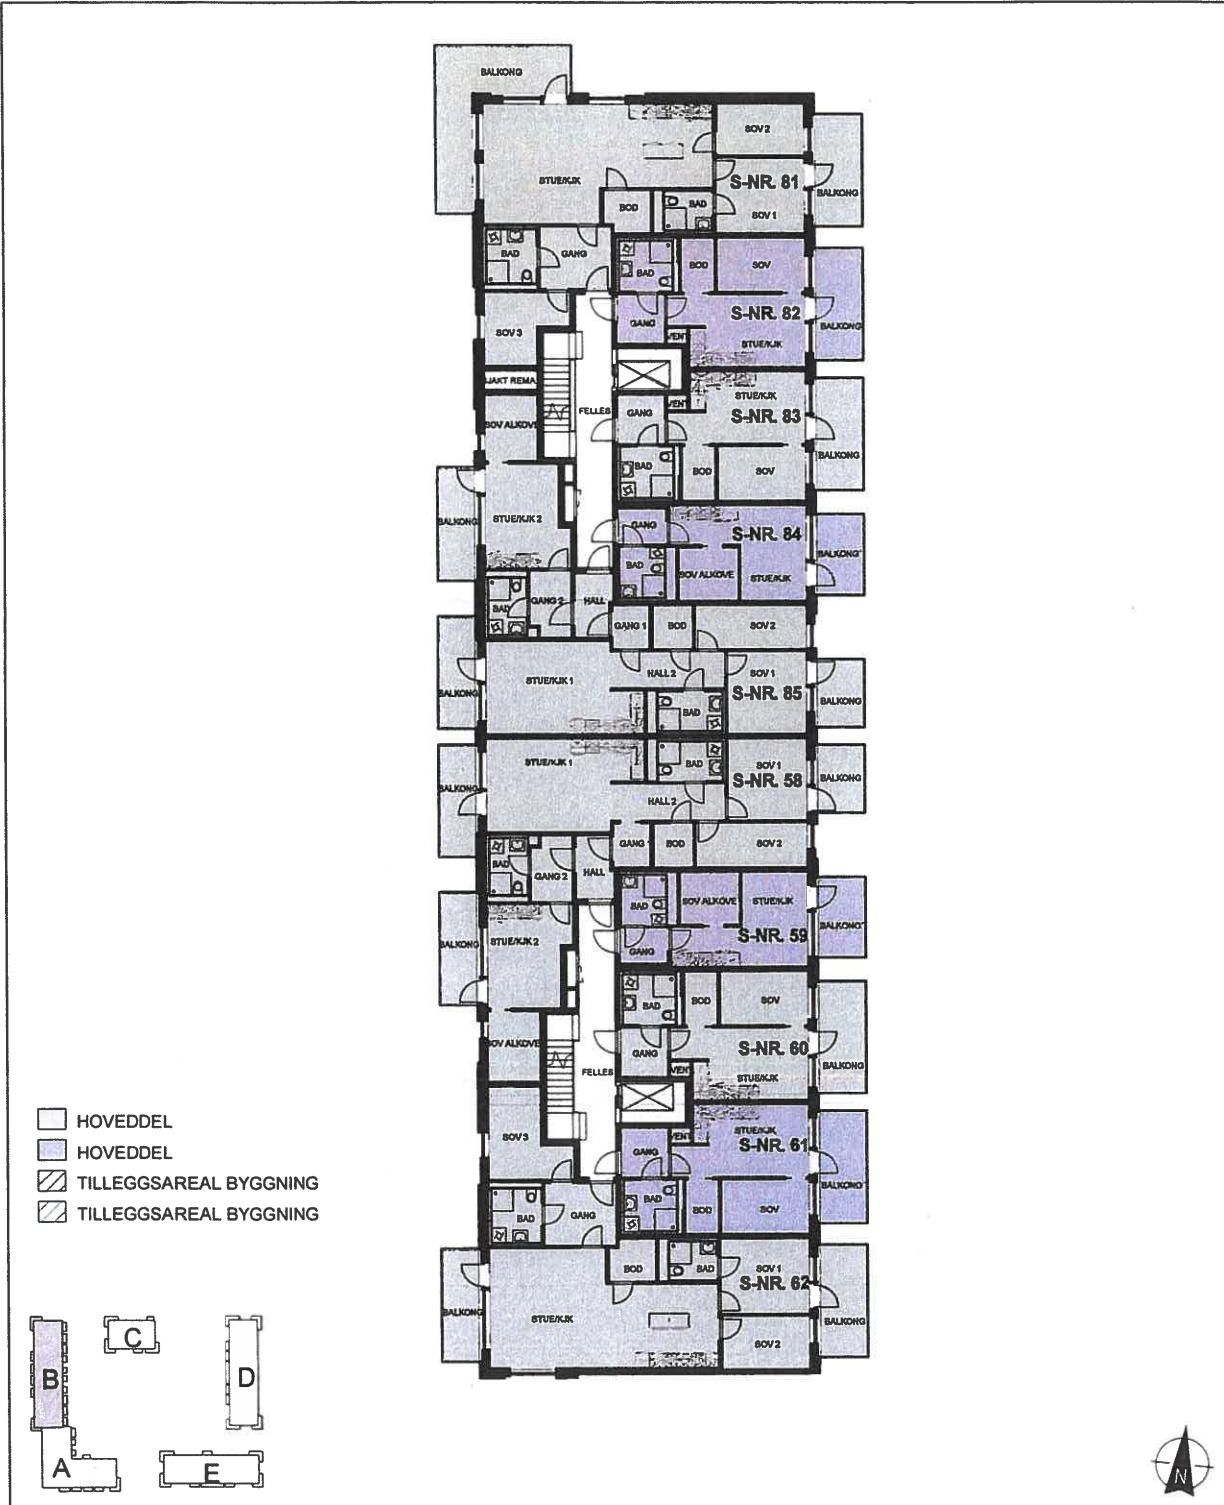 BALKONG
SOV 2
STUE/KJK
S-NR. 81
BALKONG
BOD
BAD
SOV 1
BAD
GANG
BAD
BOD
SOV
S-NR. 82
BALKONG
GANG
VENT
STUE/KJK
SOV 3
JAKT REMA
FELLES
GANG
VENT
STUE/KJK
S-NR. 83
SOV ALKOVE
BAD
BOD
SOV
BALKONG
BALKONG
STUE/KJK 2
GANG
S-NR. 84
BALKONG
BAD
SOV ALKOVE
STUE/KJK
BAD
GANG 2
HALL
GANG 1
BOD
SOV 2
STUE/KJK 1
HALL 2
SOV 1
S-NR. 85
BALKONG
BALKONG
BAD
STUE/KJK 1
BAD
SOV 1
S-NR. 58
BALKONG
BALKONG
HALL 2
GANG
BOD
SOV 2
BAD
GANG 2
HALL
BAD
SOV ALKOVE
STUE/KJK
BALKONG
S-NR. 59
BALKONG
STUE/KJK 2
GANG
BAD
BOD
SOV
SOV ALKOVE
GANG
S-NR. 60
BALKONG
FELLES
VENT
STUE/KJK
SOV 3
VENT
STUE/KJK
S-NR. 61
GANG
BALKONG
BAD
BOD
SOV
BAD
GANG
BOD
BAD
SOV 1
S-NR. 62
BALKONG
STUE/KJK
BALKONG
SOV 2
HOVEDDEL
HOVEDDEL
TILLEGGSAREAL BYGGNING
TILLEGGSAREAL BYGGNING
C
B
D
A
E
N